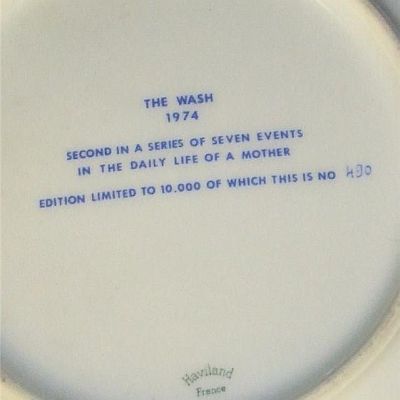 THE WASH
1974
SECOND IN A SERIES OF SEVEN EVENTS
IN THE DAILY LIFE OF A MOTHER
EDITION LIMITED TO 10.000 OF WHICH THIS IS NO 490
Haviland
France